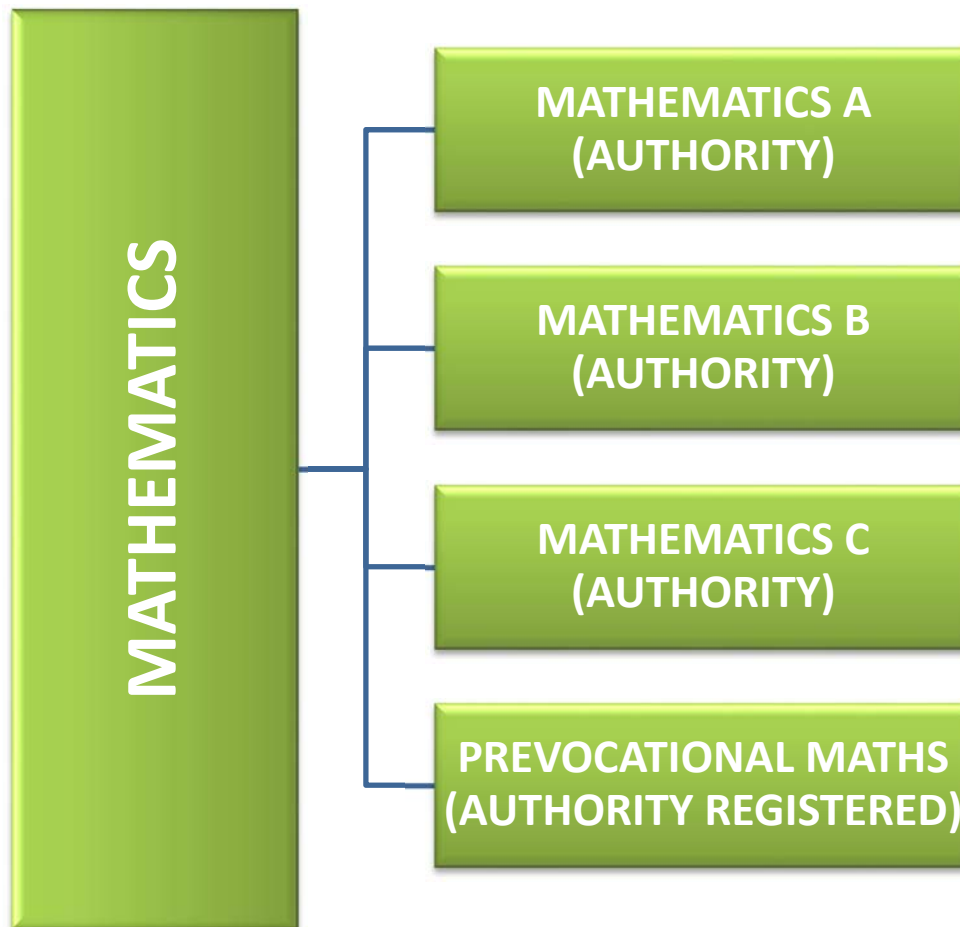 MATHEMATICS
MATHEMATICS A
(AUTHORITY)
MATHEMATICS B
(AUTHORITY)
MATHEMATICS C
(AUTHORITY)
PREVOCATIONAL MATHS
(AUTHORITY REGISTERED)